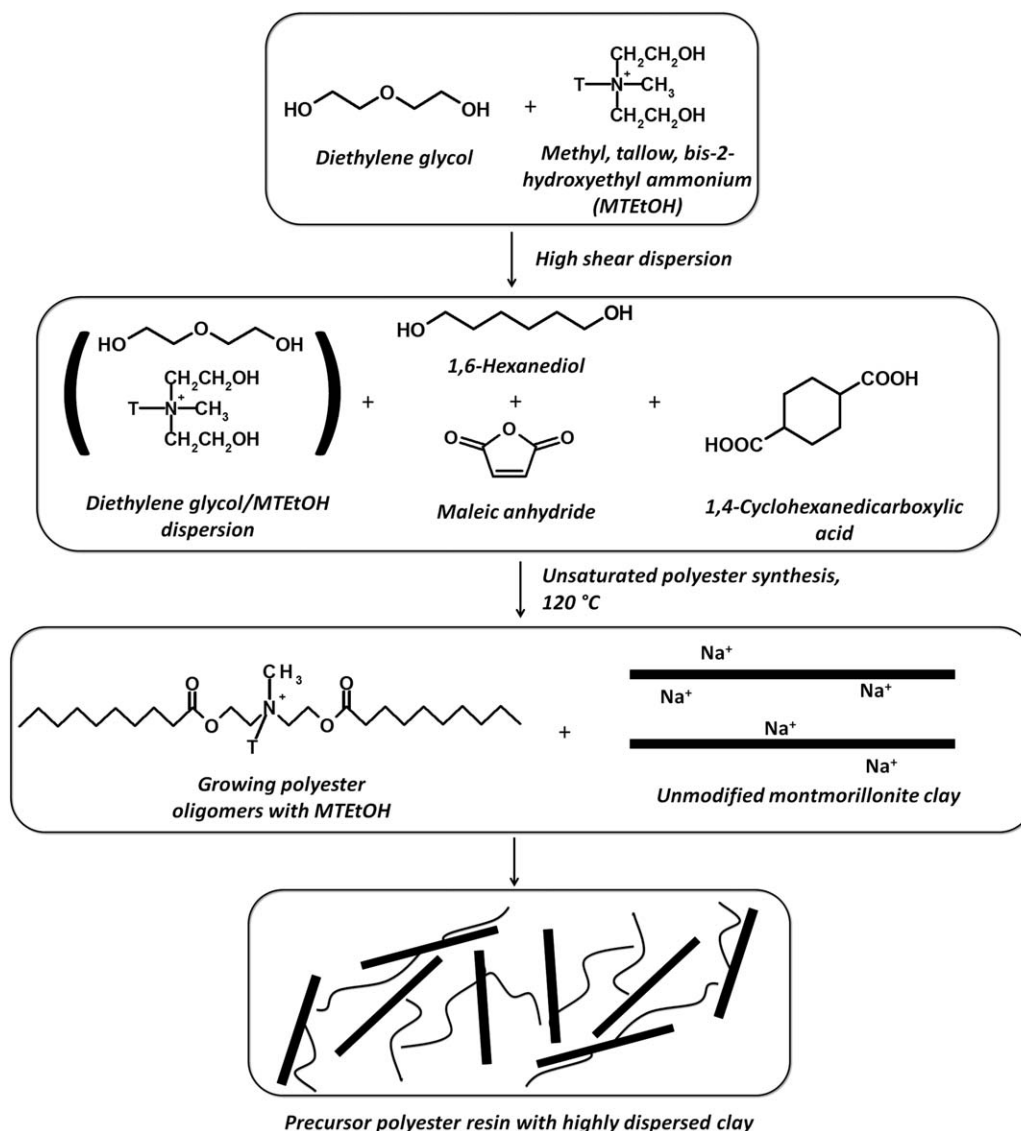 CH2CH2OH
HO O OH + T—N+—CH3
CH2CH2OH
Diethylene glycol
Methyl, tallow, bis-2-
hydroxyethyl ammonium
(MTEtOH)
High shear dispersion
HO O OH
CH2CH2OH
T—N+—CH3
CH2CH2OH
Diethylene glycol/MTEtOH
dispersion
+
HO OH
1,6-Hexanediol
+
O O O
Maleic anhydride
+
COOH
HOOC
1,4-Cyclohexanedicarboxylic
acid
Unsaturated polyester synthesis,
120 °C
CH3
O N+ O
O O
T
Growing polyester
oligomers with MTEtOH
+
Na+
Na+ Na+
Na+
Na+
Unmodified montmorillonite clay
Precursor polyester resin with highly dispersed clay